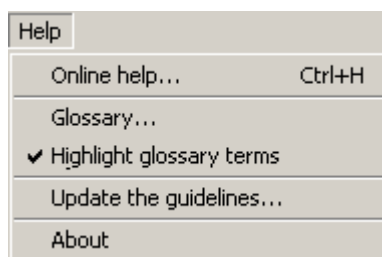 Help
Online help... Ctrl+H
Glossary...
Highlight glossary terms
Update the guidelines...
About